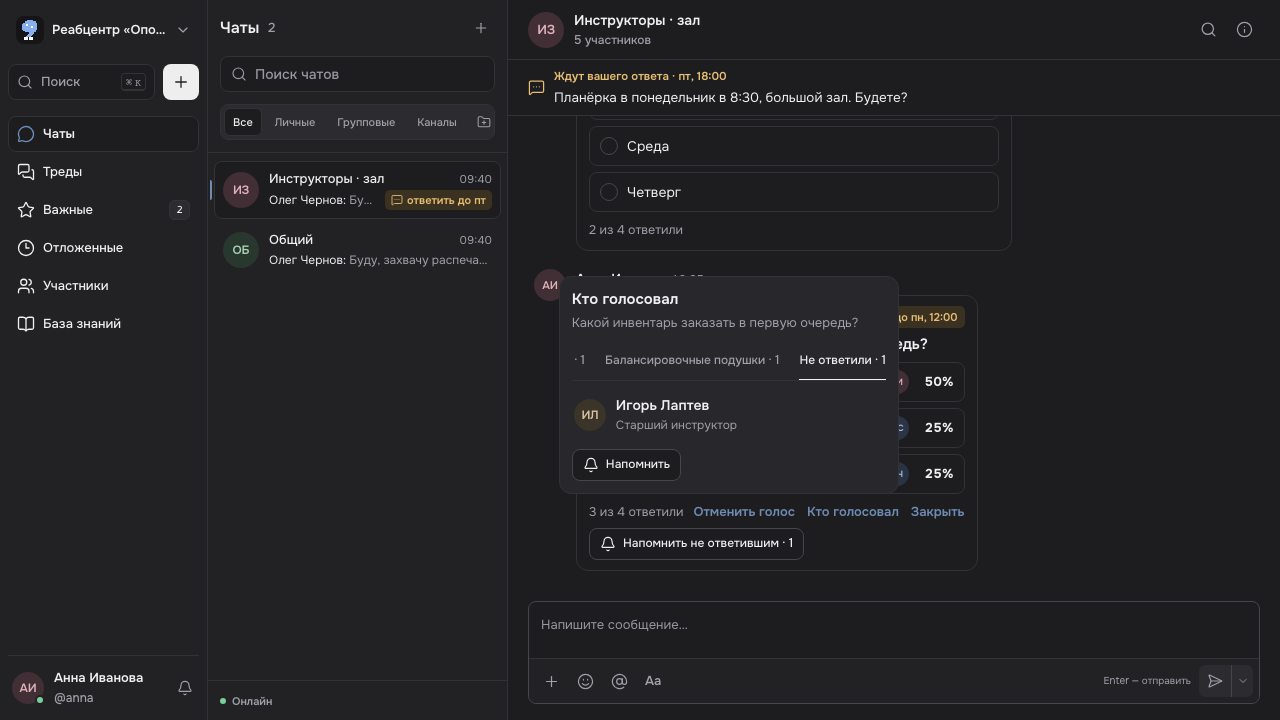 Реабцентр «Опо...
Поиск
⌘ K
Чаты
Треды
Важные
2
Отложенные
Участники
База знаний
АИ
Анна Иванова
@anna
Чаты 2
Поиск чатов
Все
Личные
Групповые
Каналы
ИЗ
Инструкторы · зал
09:40
Олег Чернов: Бу...
ответить до пт
ОБ
Общий
09:40
Олег Чернов: Буду, захвачу распеча...
Онлайн
ИЗ
Инструкторы · зал
5 участников
Ждут вашего ответа · пт, 18:00
Планёрка в понедельник в 8:30, большой зал. Будете?
Среда
Четверг
2 из 4 ответили
АИ
до пн, 12:00
едь?
50%
25%
25%
Кто голосовал
Какой инвентарь заказать в первую очередь?
· 1
Балансировочные подушки · 1
Не ответили · 1
ИЛ
Игорь Лаптев
Старший инструктор
Напомнить
3 из 4 ответили
Отменить голос
Кто голосовал
Закрыть
Напомнить не ответившим · 1
Напишите сообщение...
Aa
Enter — отправить